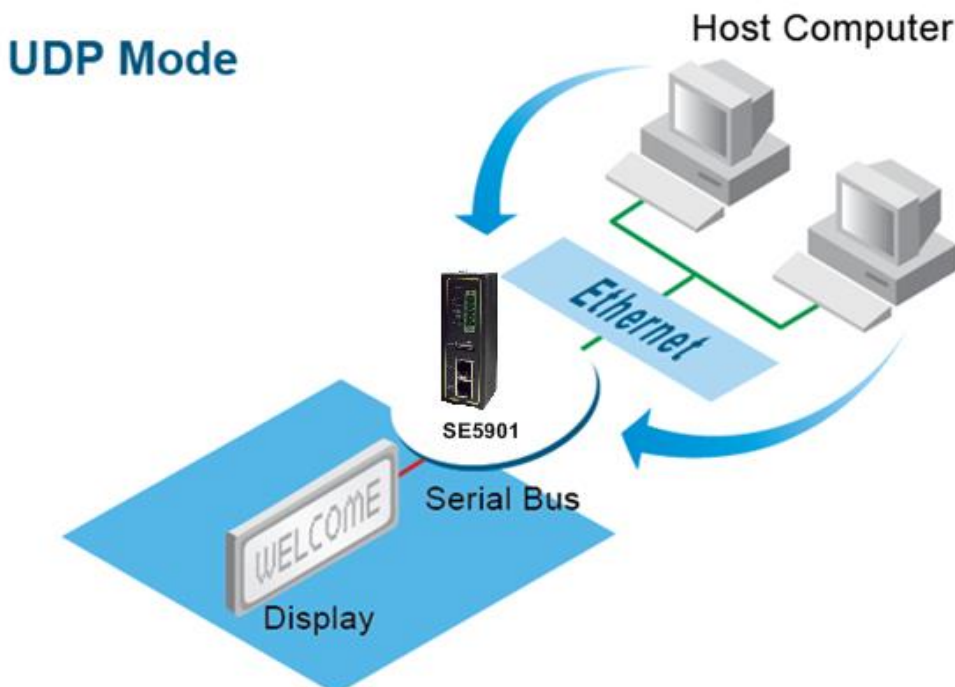 Host Computer
UDP Mode
Ethernet
SE5901
Serial Bus
WELCOME
Display